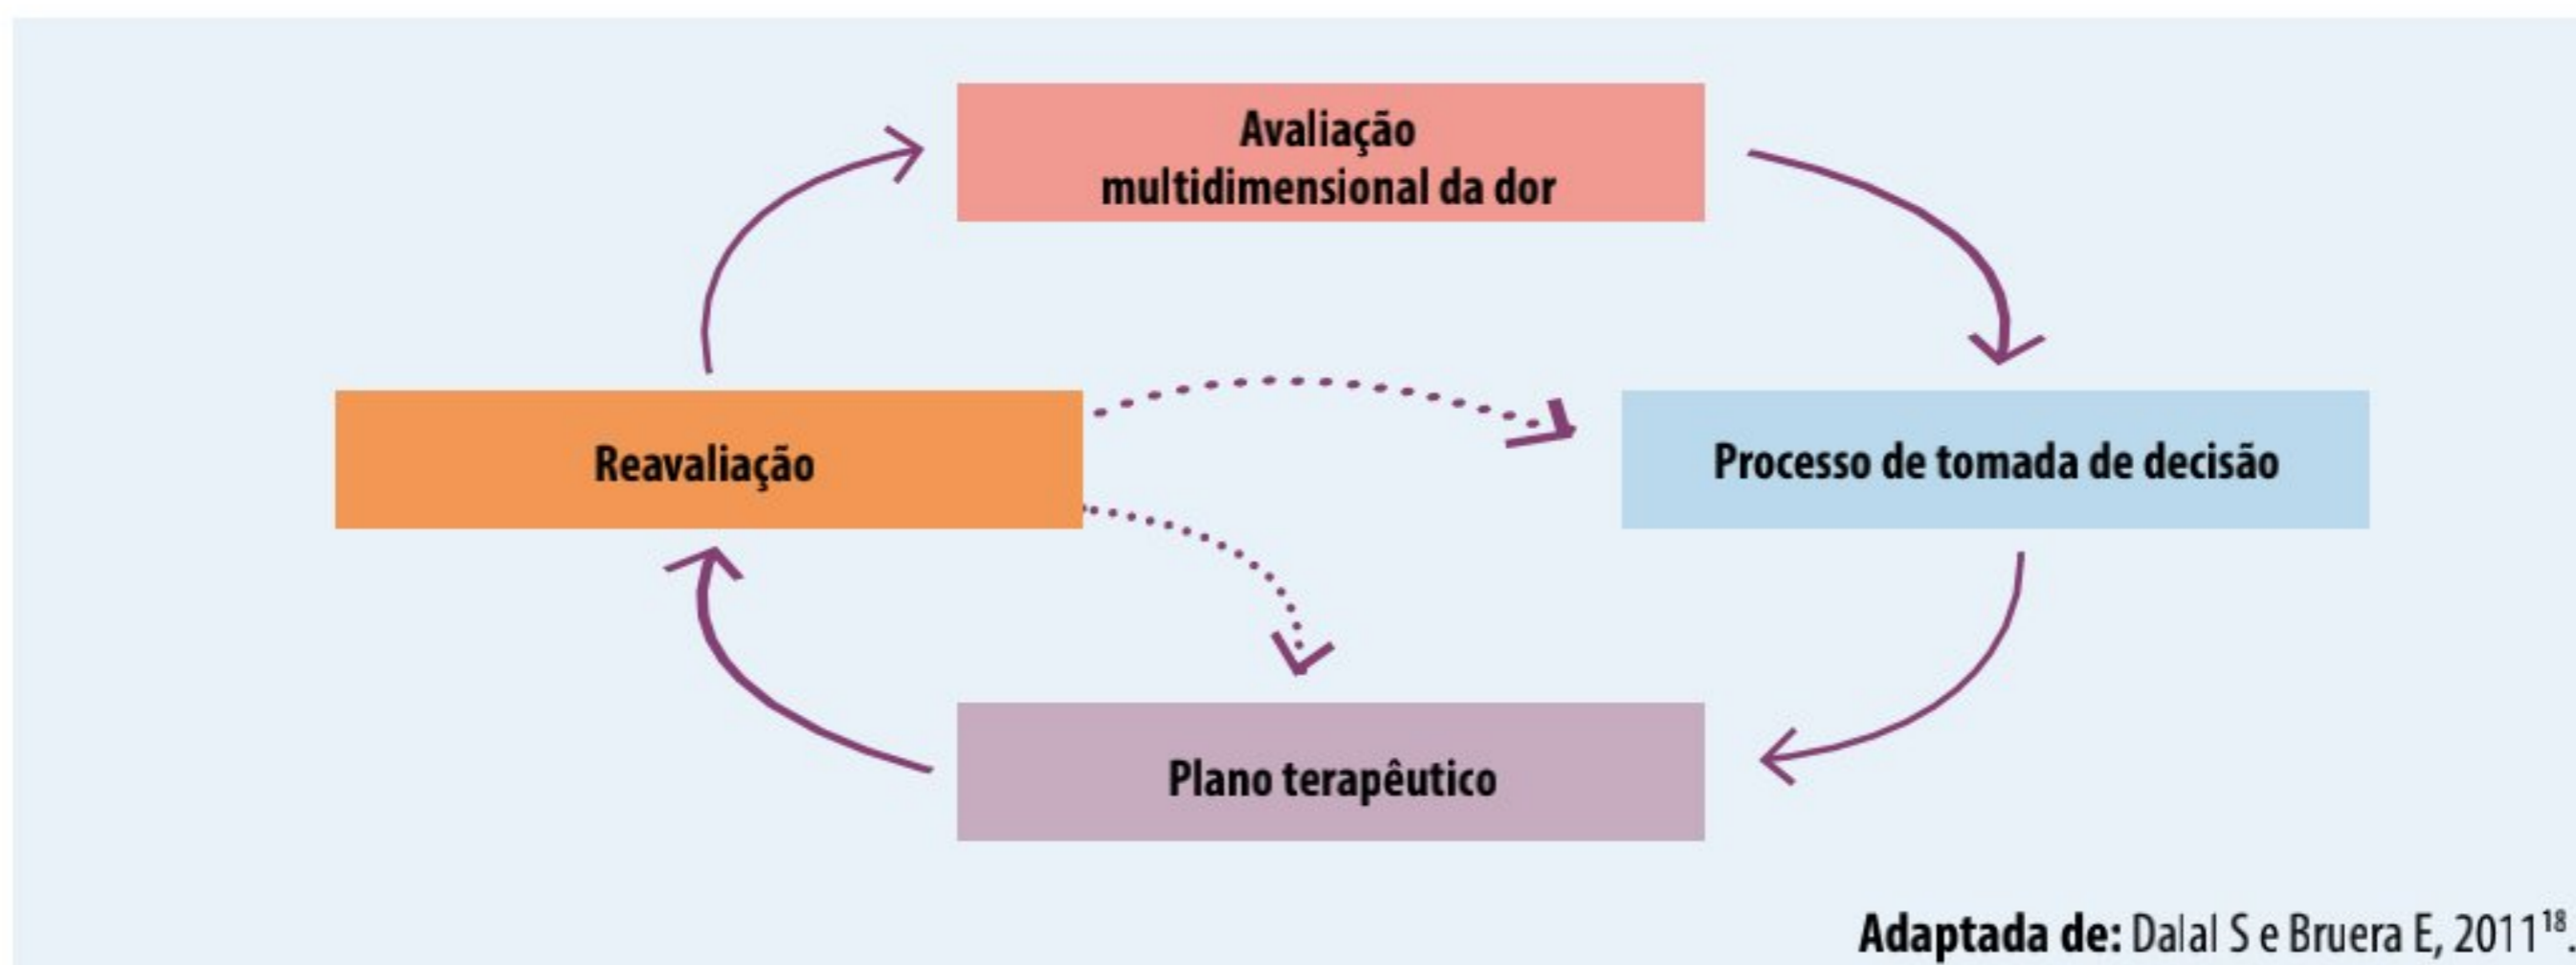 Avaliação
multidimensional da dor
Reavaliação
Processo de tomada de decisão
Plano terapêutico
Adaptada de: Dalal S e Bruera E, 2011¹⁸.